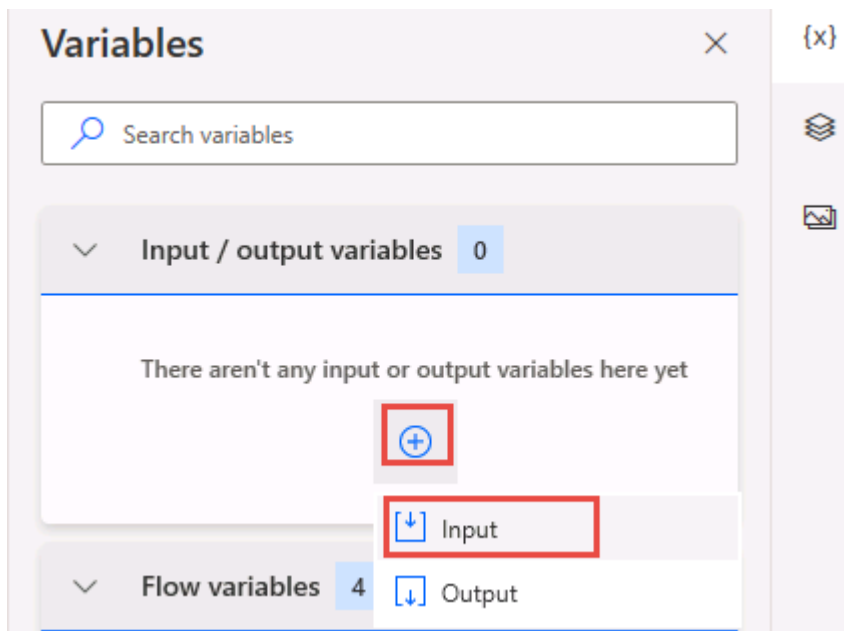 Variables
{x}
Search variables
Input / output variables 0
There aren't any input or output variables here yet
Input
Flow variables 4
Output